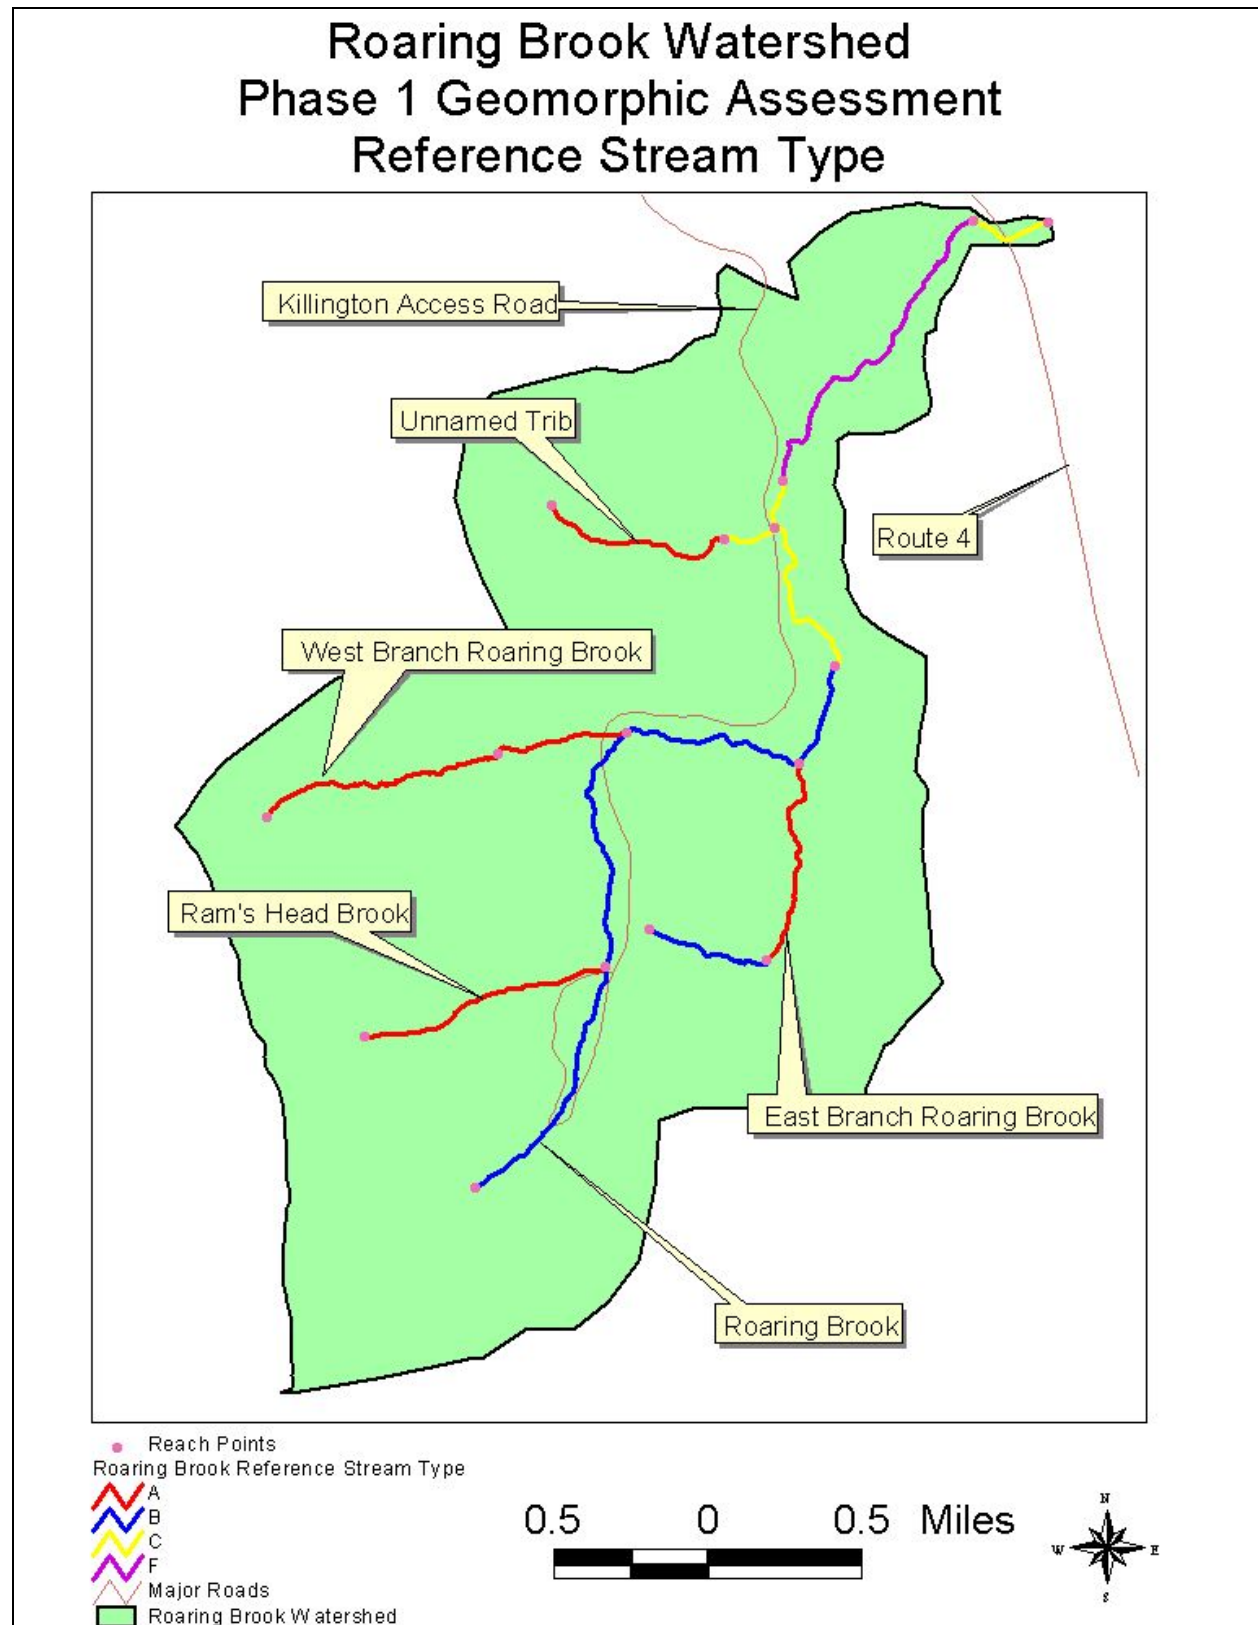 Roaring Brook Watershed
Phase 1 Geomorphic Assessment
Reference Stream Type
Killington Access Road
Unnamed Trib
Route 4
West Branch Roaring Brook
Ram's Head Brook
East Branch Roaring Brook
Roaring Brook
Reach Points
Roaring Brook Reference Stream Type
A
B
C
F
Major Roads
Roaring Brook Watershed
0.5 0 0.5 Miles
N
W E
S